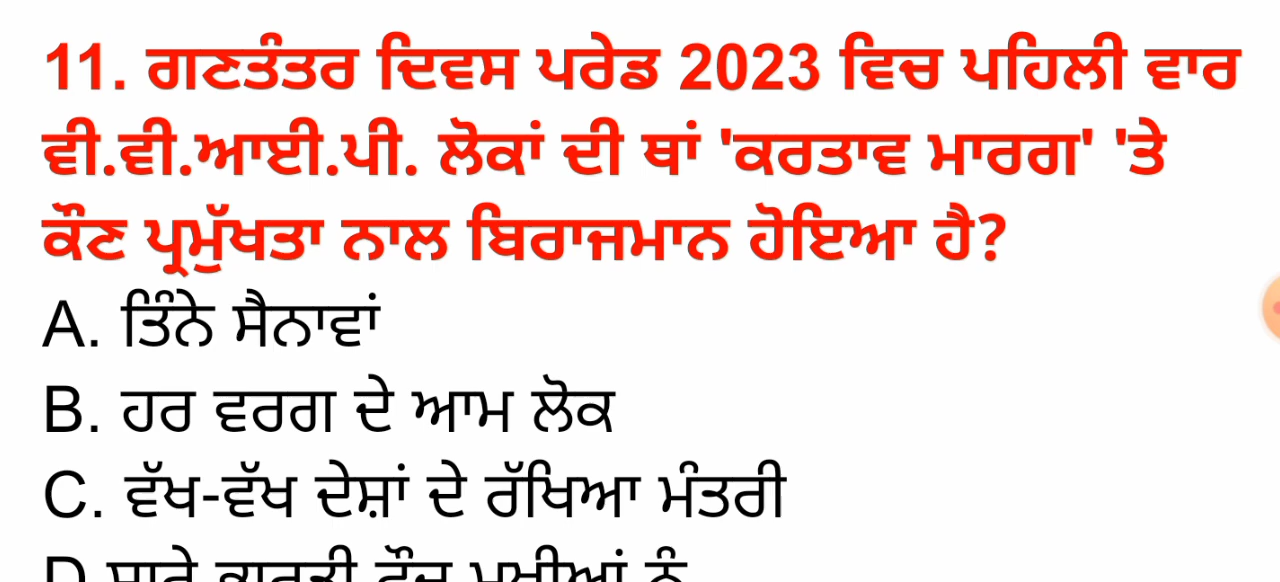 11. ਗਣਤੰਤਰ ਦਿਵਸ ਪਰੇਡ 2023 ਵਿਚ ਪਹਿਲੀ ਵਾਰ
ਵੀ.ਵੀ.ਆਈ.ਪੀ. ਲੋਕਾਂ ਦੀ ਥਾਂ 'ਕਰਤਾਵ ਮਾਰਗ' 'ਤੇ
ਕੌਣ ਪ੍ਰਮੁੱਖਤਾ ਨਾਲ ਬਿਰਾਜਮਾਨ ਹੋਇਆ ਹੈ?
A. ਤਿੰਨੇ ਸੈਨਾਵਾਂ
B. ਹਰ ਵਰਗ ਦੇ ਆਮ ਲੋਕ
C. ਵੱਖ-ਵੱਖ ਦੇਸ਼ਾਂ ਦੇ ਰੱਖਿਆ ਮੰਤਰੀ